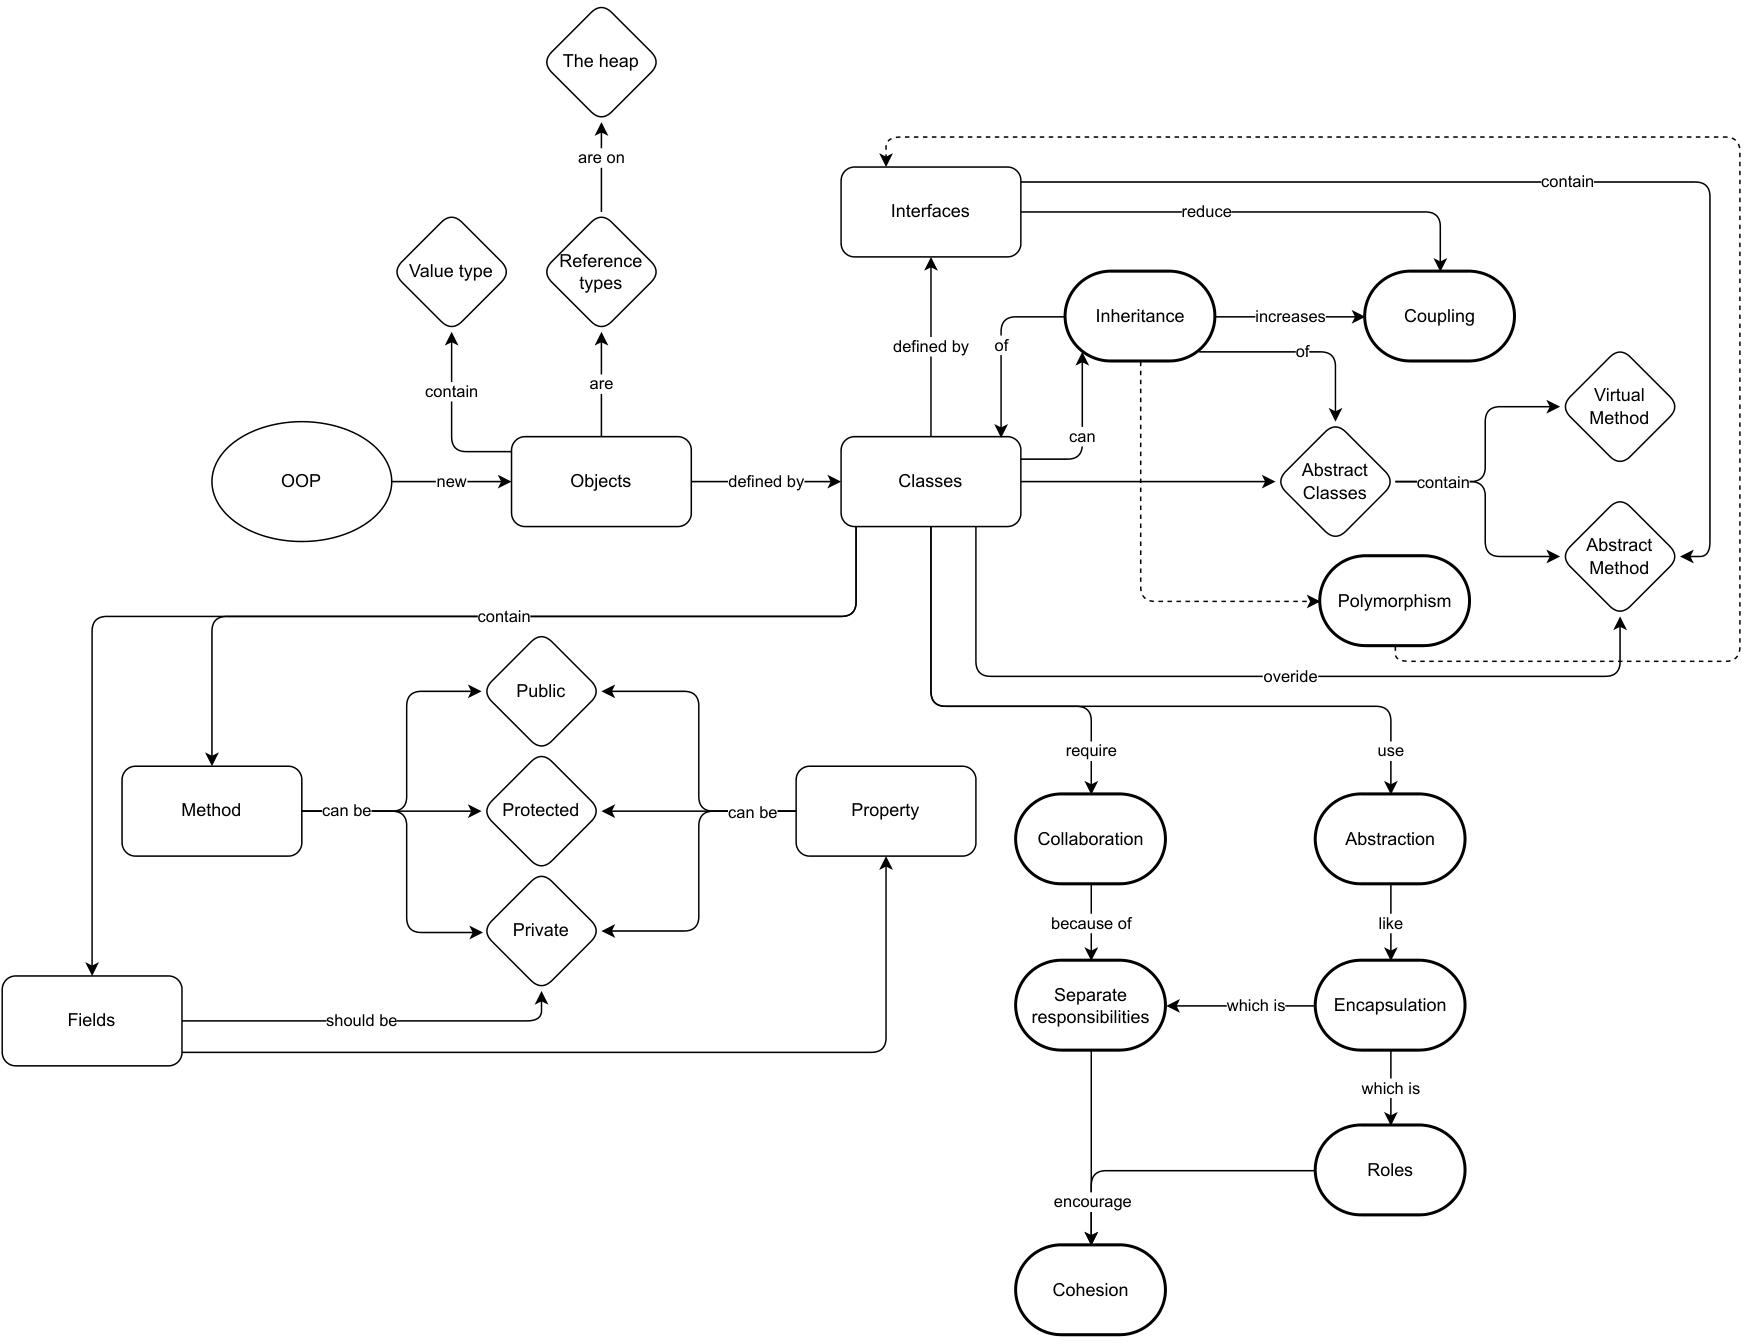 The heap
are on
contain
Interfaces
reduce
Value type
Reference
types
Inheritance
increases
Coupling
defined by
of
of
are
contain
Virtual
Method
can
OOP
new
Objects
defined by
Classes
Abstract
Classes
contain
Abstract
Method
Polymorphism
contain
overide
Public
require
use
Method
can be
Protected
can be
Property
Collaboration
Abstraction
Private
because of
like
Fields
should be
Separate
responsibilities
which is
Encapsulation
which is
Roles
encourage
Cohesion